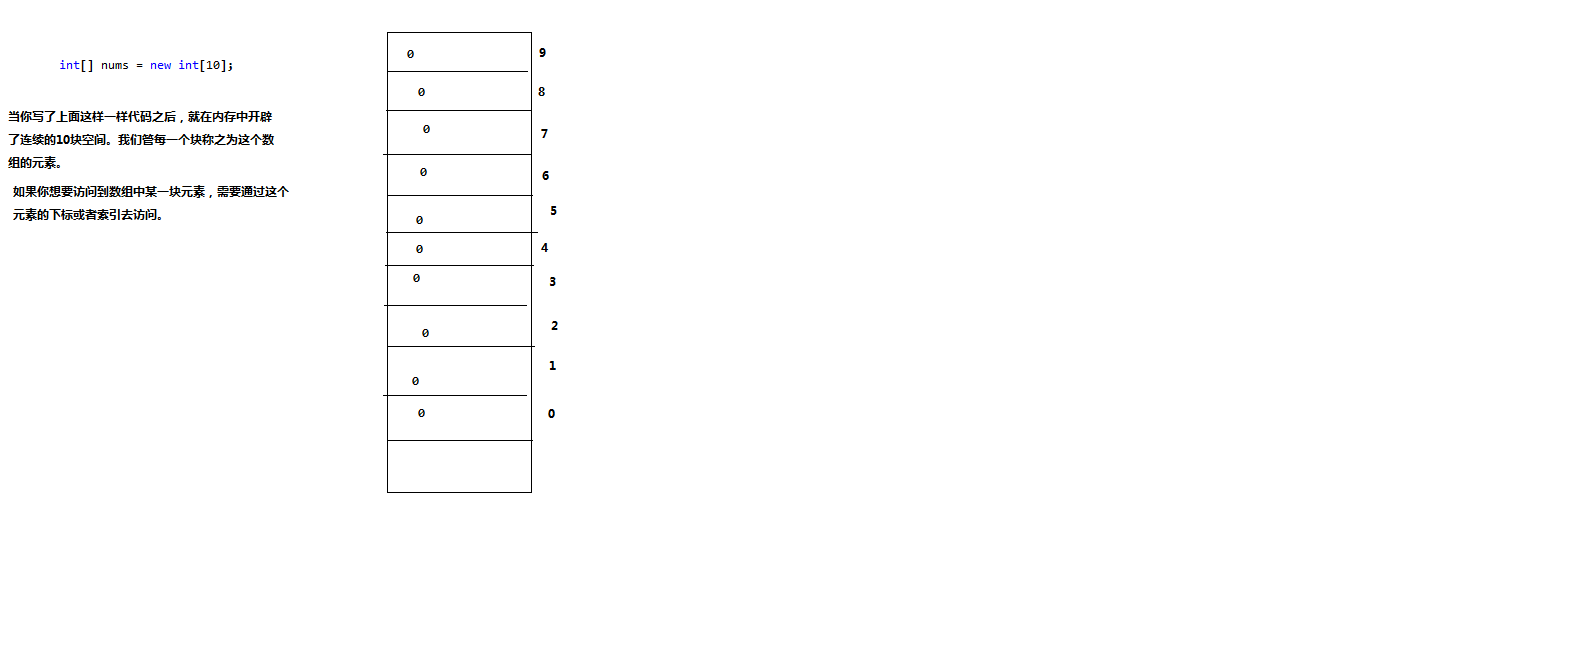 int[] nums = new int[10];
当你写了上面这样一样代码之后，就在内存中开辟
了连续的10块空间。我们管每一个块称之为这个数
组的元素。
如果你想要访问到数组中某一块元素，需要通过这个
元素的下标或者索引去访问。
0 9
0 8
0 7
0 6
0 5
0 4
0 3
0 2
0 1
0 0